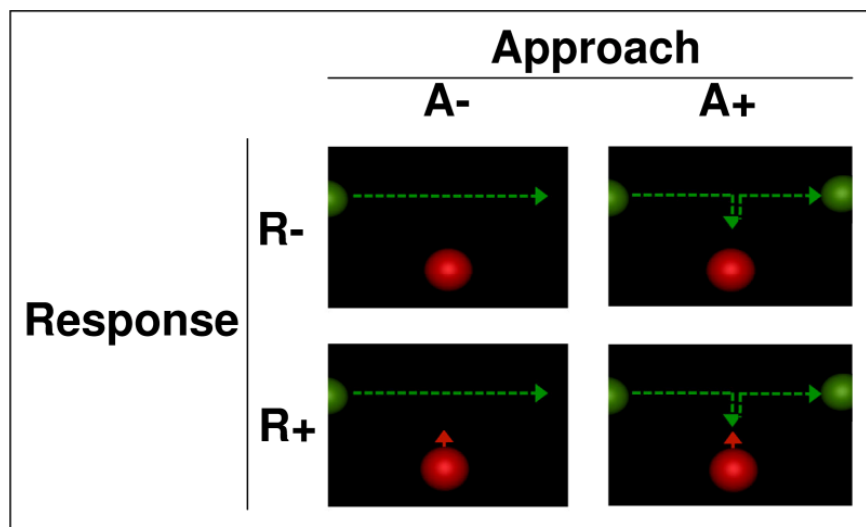 Approach
A-
A+
R-
Response
R+